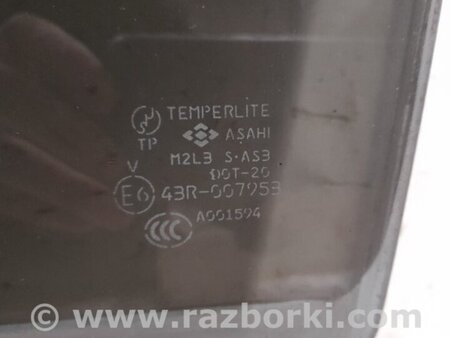 TEMPERLITE
TP
ASAHI
M2L3 S·AS3
DOT-20
V
E6 43R-007953
CCC A001594
© www.razborki.com